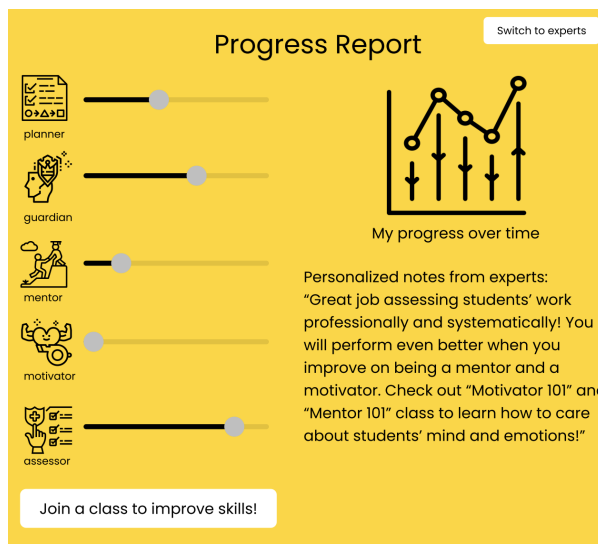 Switch to experts
Progress Report
planner
guardian
mentor
motivator
assessor
Join a class to improve skills!
My progress over time
Personalized notes from experts:
“Great job assessing students’ work
professionally and systematically! You
will perform even better when you
improve on being a mentor and a
motivator. Check out “Motivator 101” an
“Mentor 101” class to learn how to care
about students’ mind and emotions!”